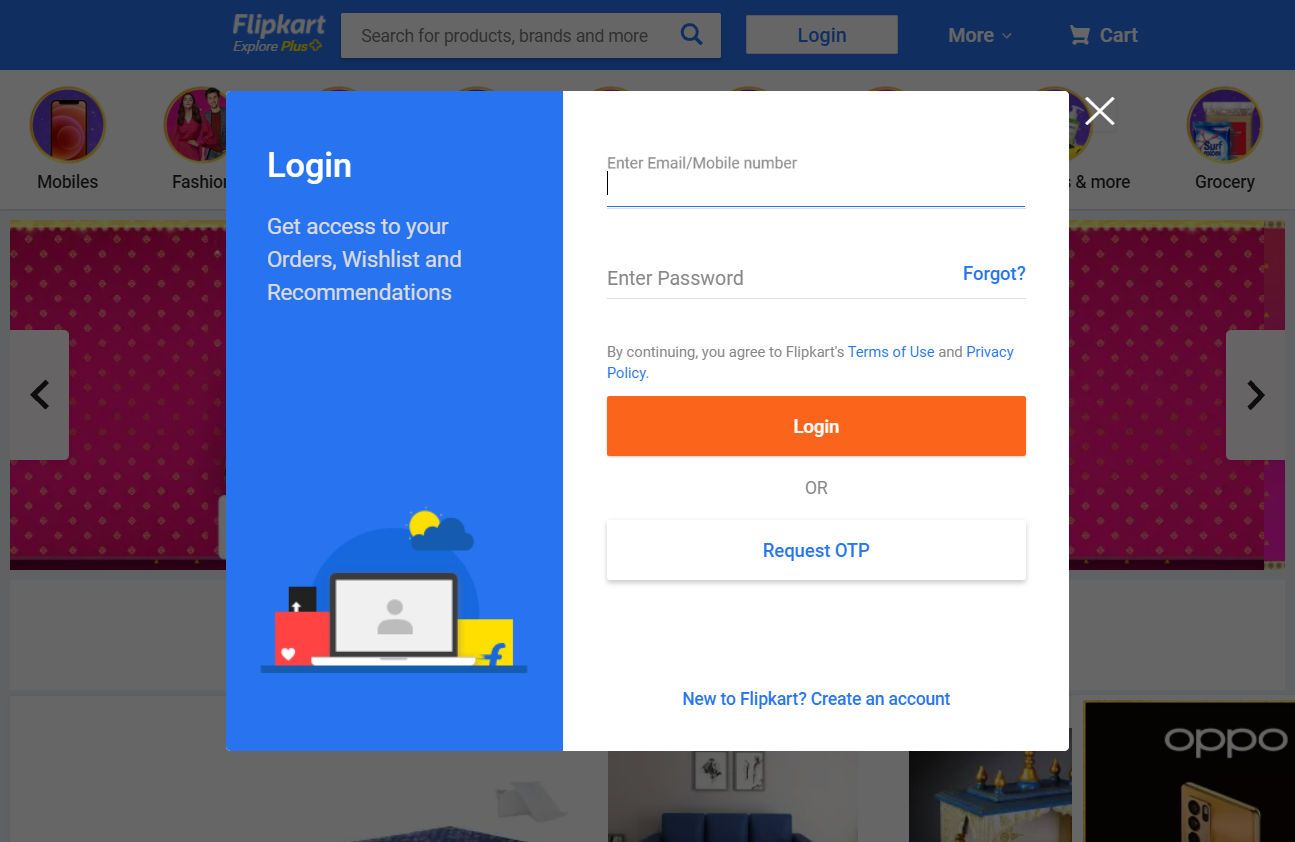 Flipkart
Explore Plus
Search for products, brands and more
Login
More
Cart
Mobiles
Fashion
& more
Grocery
Surf
Login
Get access to your
Orders, Wishlist and
Recommendations
Enter Email/Mobile number
Enter Password
Forgot?
By continuing, you agree to Flipkart's Terms of Use and Privacy
Policy.
Login
OR
Request OTP
New to Flipkart? Create an account
oppo